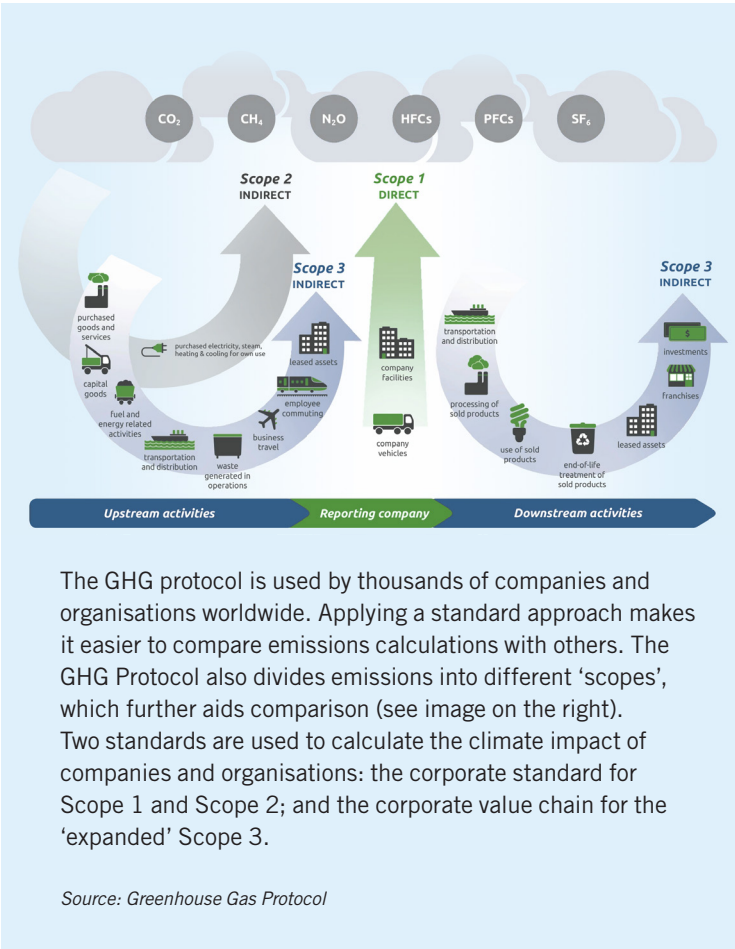 CO₂ CH₄ N₂O HFCs PFCs SF₆
Scope 2
INDIRECT
Scope 1
DIRECT
Scope 3
INDIRECT
Scope 3
INDIRECT
purchased
goods and
services
capital
goods
fuel and
energy related
activities
transportation
and distribution
waste
generated in
operations
business
travel
employee
commuting
leased assets
purchased electricity, steam,
heating & cooling for own use
company
facilities
company
vehicles
transportation
and distribution
processing of
sold products
use of sold
products
end-of-life
treatment of
sold products
leased assets
franchises
$
investments
Upstream activities
Reporting company
Downstream activities
The GHG protocol is used by thousands of companies and
organisations worldwide. Applying a standard approach makes
it easier to compare emissions calculations with others. The
GHG Protocol also divides emissions into different ‘scopes’,
which further aids comparison (see image on the right).
Two standards are used to calculate the climate impact of
companies and organisations: the corporate standard for
Scope 1 and Scope 2; and the corporate value chain for the
‘expanded’ Scope 3.
Source: Greenhouse Gas Protocol